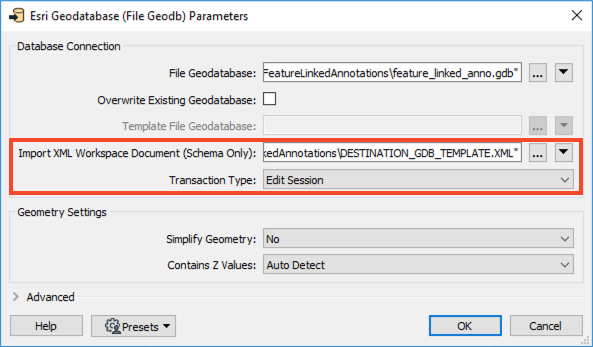 Esri Geodatabase (File Geodb) Parameters
Database Connection
File Geodatabase: FeatureLinkedAnnotations\feature_linked_anno.gdb" ...
Overwrite Existing Geodatabase:
Template File Geodatabase: ...
Import XML Workspace Document (Schema Only): kedAnnotations\DESTINATION_GDB_TEMPLATE.XML" ...
Transaction Type: Edit Session
Geometry Settings
Simplify Geometry: No
Contains Z Values: Auto Detect
Advanced
Help Presets OK Cancel